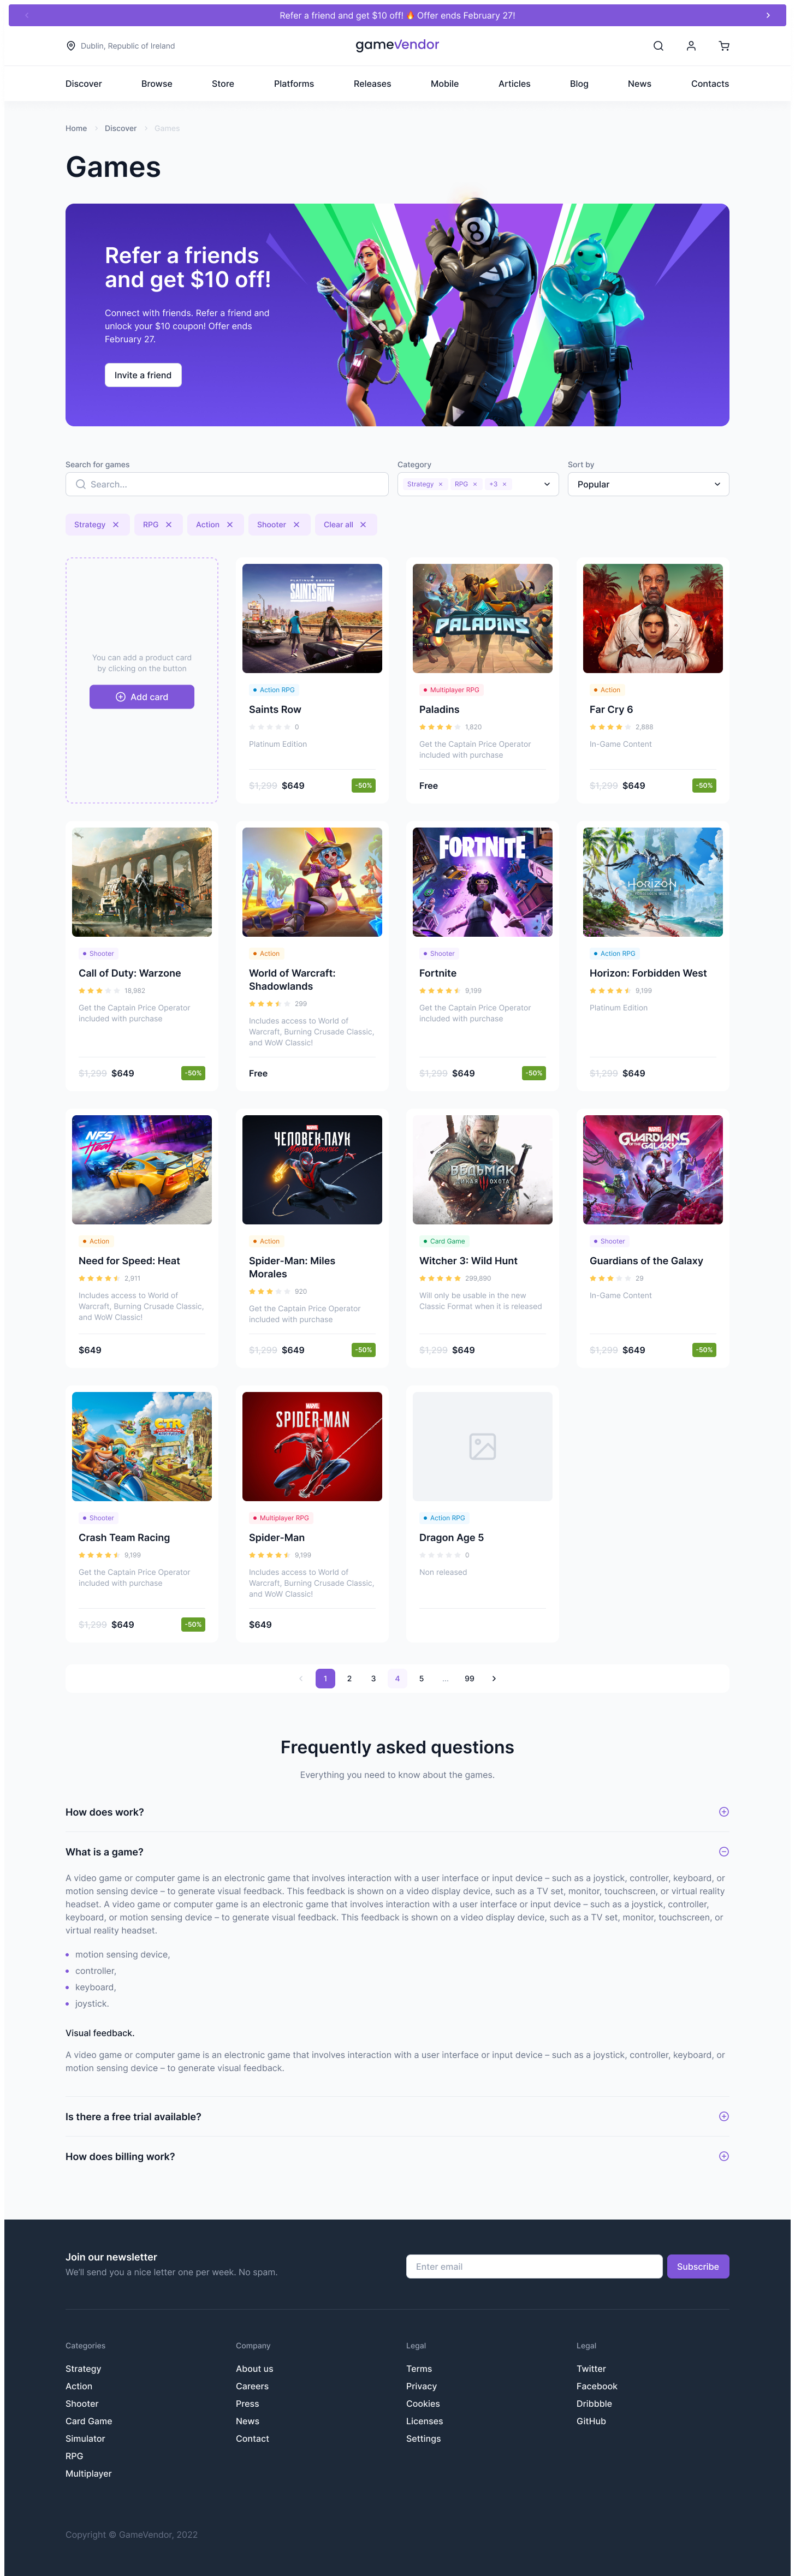 Refer a friend and get $10 off! 🔥 Offer ends February 27!
Dublin, Republic of Ireland
gameVendor
Discover
Browse
Store
Platforms
Releases
Mobile
Articles
Blog
News
Contacts
Home
Discover
Games
Games
Refer a friends
and get $10 off!
Connect with friends. Refer a friend and
unlock your $10 coupon! Offer ends
February 27.
Invite a friend
8
Search for games
Search...
Category
Strategy
RPG
+3
Sort by
Popular
Strategy
RPG
Action
Shooter
Clear all
You can add a product card
by clicking on the button
Add card
PLATINUM EDITION
SAINTS ROW
Action RPG
Saints Row
0
Platinum Edition
$1,299 $649
-50%
PALADINS
Multiplayer RPG
Paladins
1,820
Get the Captain Price Operator
included with purchase
Free
Action
Far Cry 6
2,888
In-Game Content
$1,299 $649
-50%
Shooter
Call of Duty: Warzone
18,982
Get the Captain Price Operator
included with purchase
$1,299 $649
-50%
Action
World of Warcraft:
Shadowlands
299
Includes access to World of
Warcraft, Burning Crusade Classic,
and WoW Classic!
Free
FORTNITE
Shooter
Fortnite
9,199
Get the Captain Price Operator
included with purchase
$1,299 $649
-50%
HORIZON
Action RPG
Horizon: Forbidden West
9,199
Platinum Edition
$1,299 $649
NFS
Heat
Action
Need for Speed: Heat
2,911
Includes access to World of
Warcraft, Burning Crusade Classic,
and WoW Classic!
$649
MARVEL
ЧЕЛОВЕК-ПАУК
Action
Spider-Man: Miles
Morales
920
Get the Captain Price Operator
included with purchase
$1,299 $649
-50%
ВЕДЬМАК
ДИКАЯ ОХОТА
Card Game
Witcher 3: Wild Hunt
299,890
Will only be usable in the new
Classic Format when it is released
$1,299 $649
MARVEL
GUARDIANS
OF THE GALAXY
Shooter
Guardians of the Galaxy
29
In-Game Content
$1,299 $649
-50%
CTR
Shooter
Crash Team Racing
9,199
Get the Captain Price Operator
included with purchase
$1,299 $649
-50%
MARVEL
SPIDER-MAN
Multiplayer RPG
Spider-Man
9,199
Includes access to World of
Warcraft, Burning Crusade Classic,
and WoW Classic!
$649
Action RPG
Dragon Age 5
0
Non released
1
2
3
4
5
...
99
Frequently asked questions
Everything you need to know about the games.
How does work?
What is a game?
A video game or computer game is an electronic game that involves interaction with a user interface or input device – such as a joystick, controller, keyboard, or
motion sensing device – to generate visual feedback. This feedback is shown on a video display device, such as a TV set, monitor, touchscreen, or virtual reality
headset. A video game or computer game is an electronic game that involves interaction with a user interface or input device – such as a joystick, controller,
keyboard, or motion sensing device – to generate visual feedback. This feedback is shown on a video display device, such as a TV set, monitor, touchscreen, or
virtual reality headset.
motion sensing device,
controller,
keyboard,
joystick.
Visual feedback.
A video game or computer game is an electronic game that involves interaction with a user interface or input device – such as a joystick, controller, keyboard, or
motion sensing device – to generate visual feedback.
Is there a free trial available?
How does billing work?
Join our newsletter
We'll send you a nice letter one per week. No spam.
Enter email
Subscribe
Categories
Strategy
Action
Shooter
Card Game
Simulator
RPG
Multiplayer
Company
About us
Careers
Press
News
Contact
Legal
Terms
Privacy
Cookies
Licenses
Settings
Legal
Twitter
Facebook
Dribbble
GitHub
Copyright © GameVendor, 2022